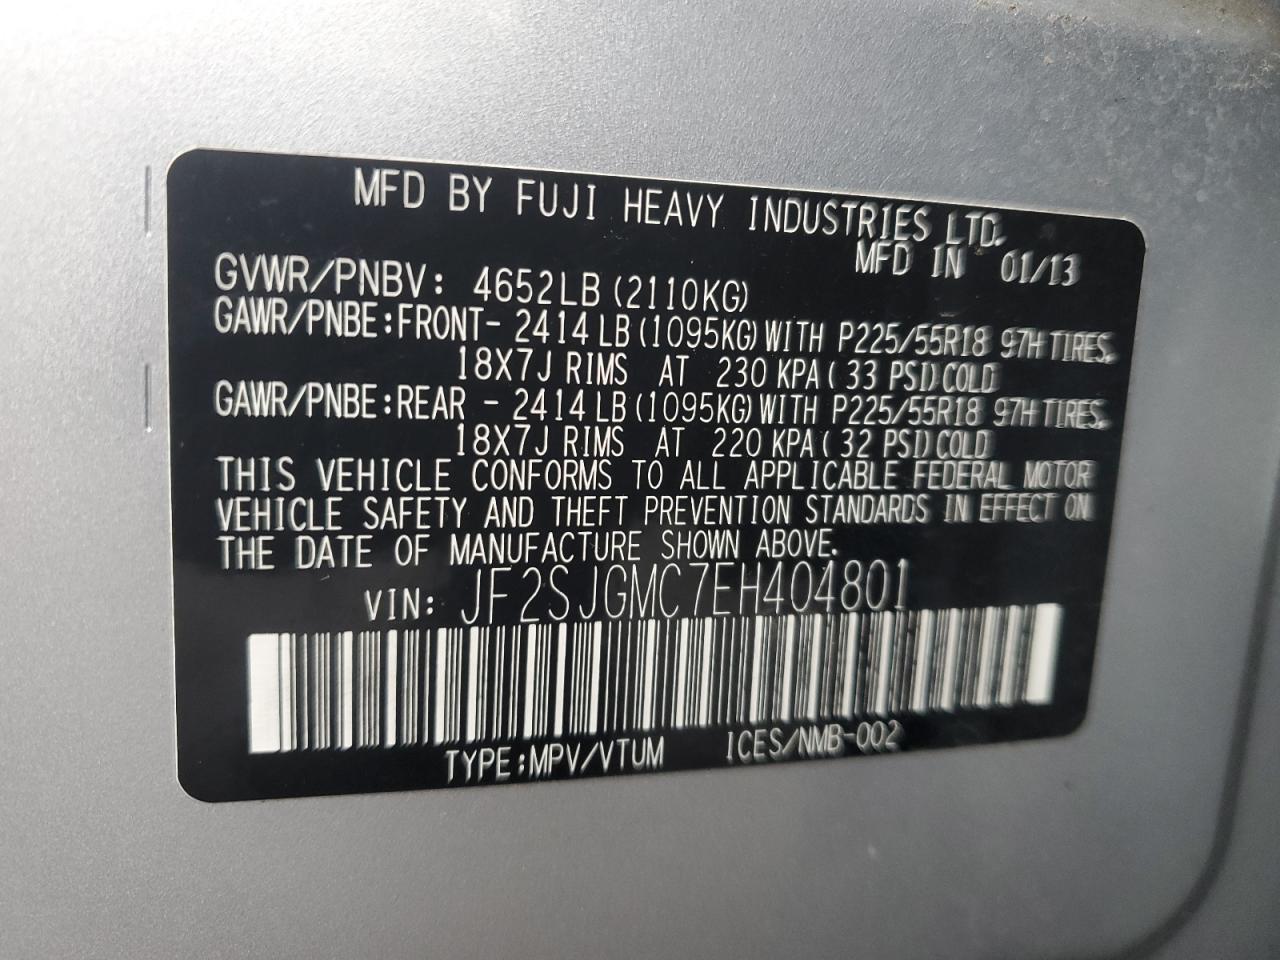 MFD BY FUJI HEAVY INDUSTRIES LTD.
MFD IN 01/13
GVWR/PNBV: 4652LB (2110KG)
GAWR/PNBE:FRONT- 2414LB (1095KG) WITH P225/55R18 97H TIRES,
18X7J RIMS AT 230 KPA( 33 PSI) COLD
GAWR/PNBE:REAR - 2414LB (1095KG) WITH P225/55R18 97H TIRES,
18X7J RIMS AT 220 KPA( 32 PSI) COLD
THIS VEHICLE CONFORMS TO ALL APPLICABLE FEDERAL MOTOR
VEHICLE SAFETY AND THEFT PREVENTION STANDARDS IN EFFECT ON
THE DATE OF MANUFACTURE SHOWN ABOVE.
VIN: JF2SJGMC7EH404801
TYPE:MPV/VTUM ICES/NMB-002